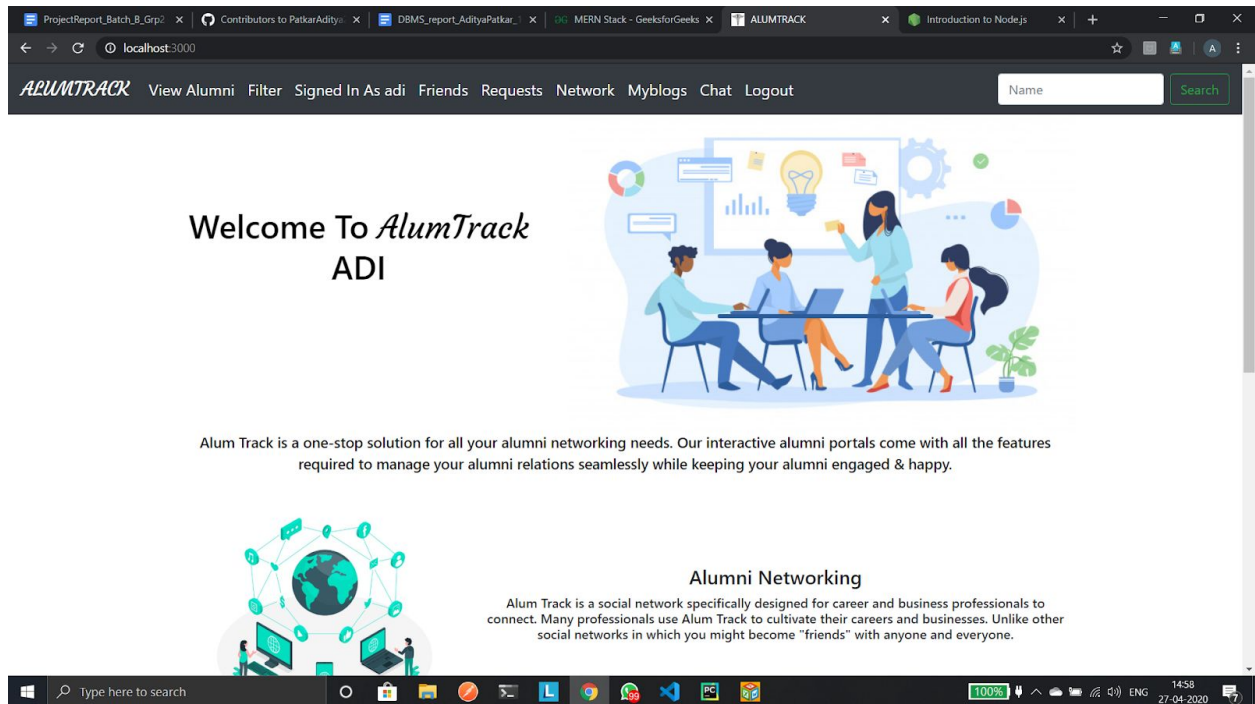 ProjectReport_Batch_B_Grp2
Contributors to PatkarAditya
DBMS_report_AdityaPatkar_1
MERN Stack - GeeksforGeeks
ALUMTRACK
Introduction to Node.js
localhost:3000
ALUMTRACK View Alumni Filter Signed In As adi Friends Requests Network Myblogs Chat Logout Name Search
Welcome To AlumTrack
ADI
Alum Track is a one-stop solution for all your alumni networking needs. Our interactive alumni portals come with all the features
required to manage your alumni relations seamlessly while keeping your alumni engaged & happy.
Alumni Networking
Alum Track is a social network specifically designed for career and business professionals to
connect. Many professionals use Alum Track to cultivate their careers and businesses. Unlike other
social networks in which you might become "friends" with anyone and everyone.
Type here to search
100%
ENG
14:58
27-04-2020